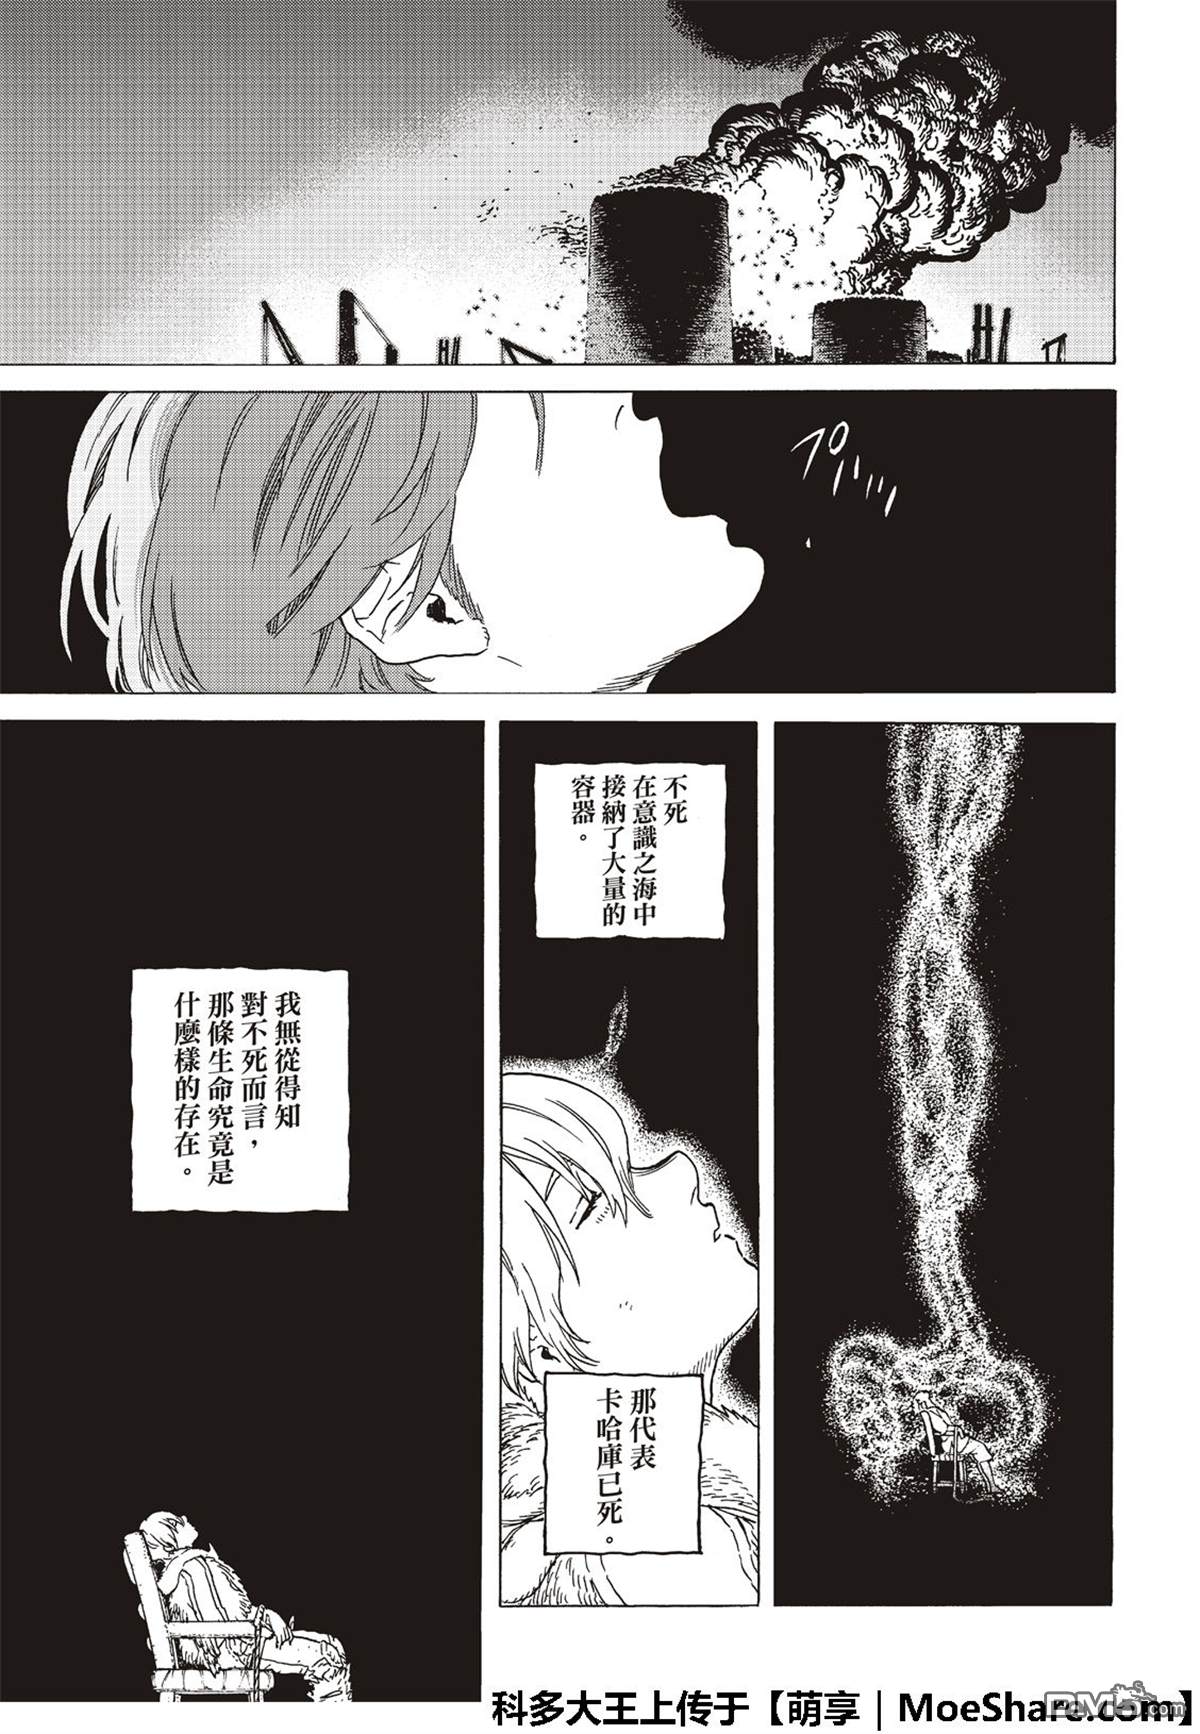 プハッ
不死
在意識之海中
接納了大量的
容器。
那代表
卡哈庫已死。
我無從得知
對不死而言，
那條生命究竟是
什麼樣的存在。
科多大王上传于【萌享｜MoeShare.com】